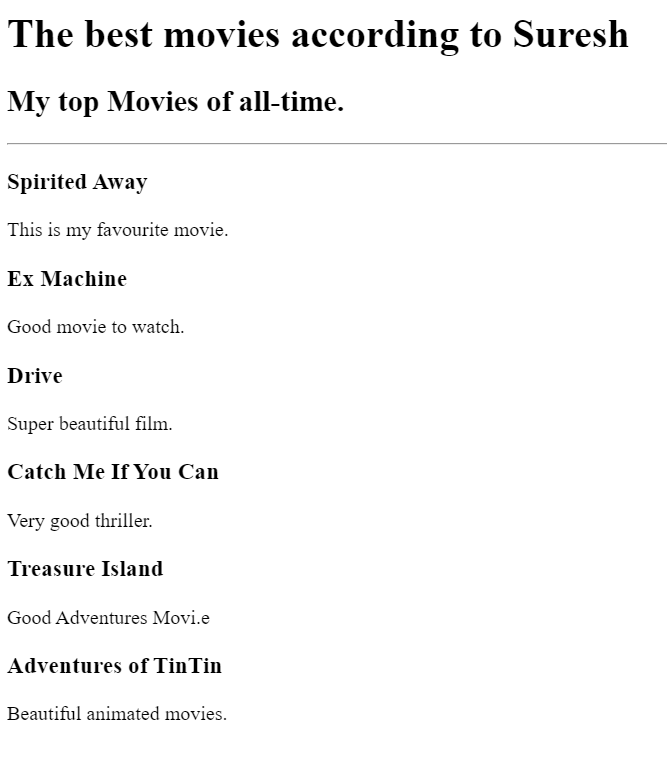 The best movies according to Suresh
My top Movies of all-time.
Spirited Away
This is my favourite movie.
Ex Machine
Good movie to watch.
Drive
Super beautiful film.
Catch Me If You Can
Very good thriller.
Treasure Island
Good Adventures Movi.e
Adventures of TinTin
Beautiful animated movies.